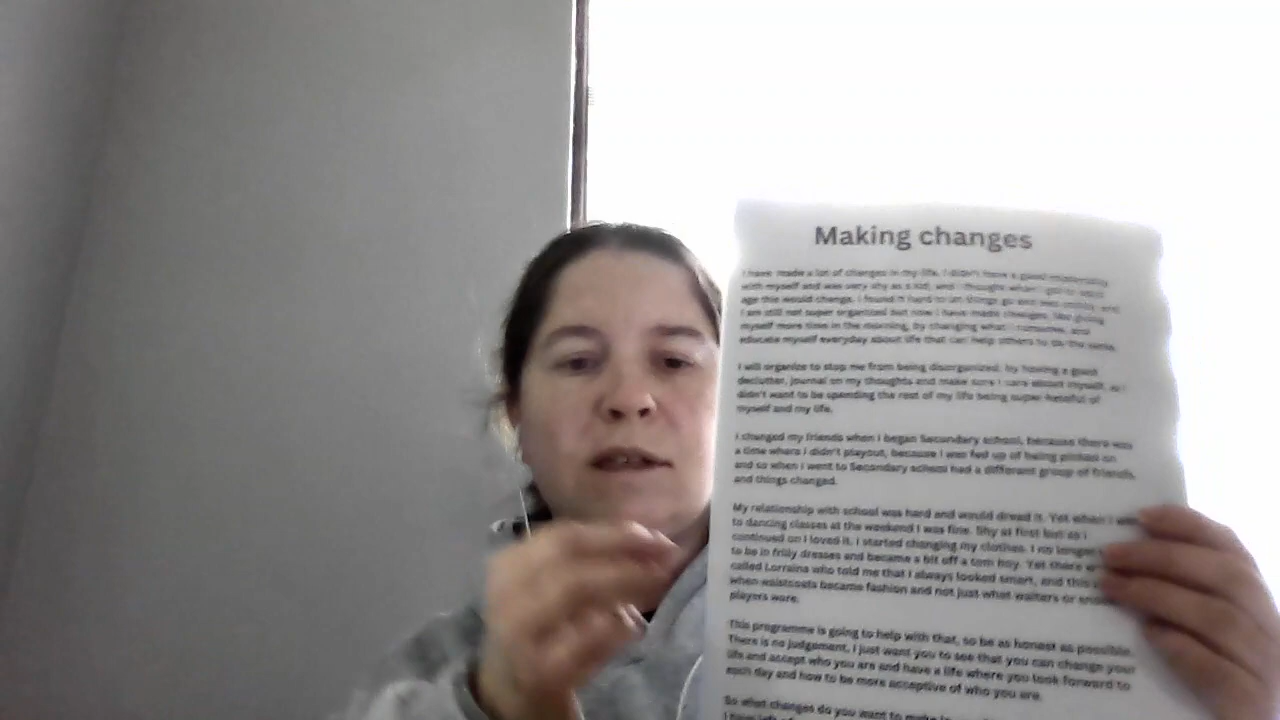 Making changes
I have made a lot of changes in my life. I didn't have a good relationship
with myself and was very shy as a kid, and I thought when I got to
age this would change. I found it hard to let things go and was
I am still not super organized but now I have made changes, like giving
myself more time in the morning, by changing what I consume, and
educate myself everyday about life that can help others to do the same.
I will organize to stop me from being disorganized, by having a good
declutter, journal on my thoughts and make sure I care about myself, as I
didn't want to be spending the rest of my life being super hateful of
myself and my life.
I changed my friends when I began Secondary school, because there was
a time where I didn't playout, because I was fed up of being picked on
and so when I went to Secondary school had a different group of friends,
and things changed.
My relationship with school was hard and would dread it. Yet when I
to dancing classes at the weekend I was fine. Shy at first but as I
continued on I loved it. I started changing my clothes. I no longer
to be in frilly dresses and became a bit off a tom boy. Yet there
called Lorraine who told me that I always looked smart, and this
when waistcoats became fashion and not just what waiters or
players wore.
This programme is going to help with that, so be as honest as possible.
There is no judgement, I just want you to see that you can change your
life and accept who you are and have a life where you look forward to
each day and how to be more acceptive of who you are.
So what changes do you want to make